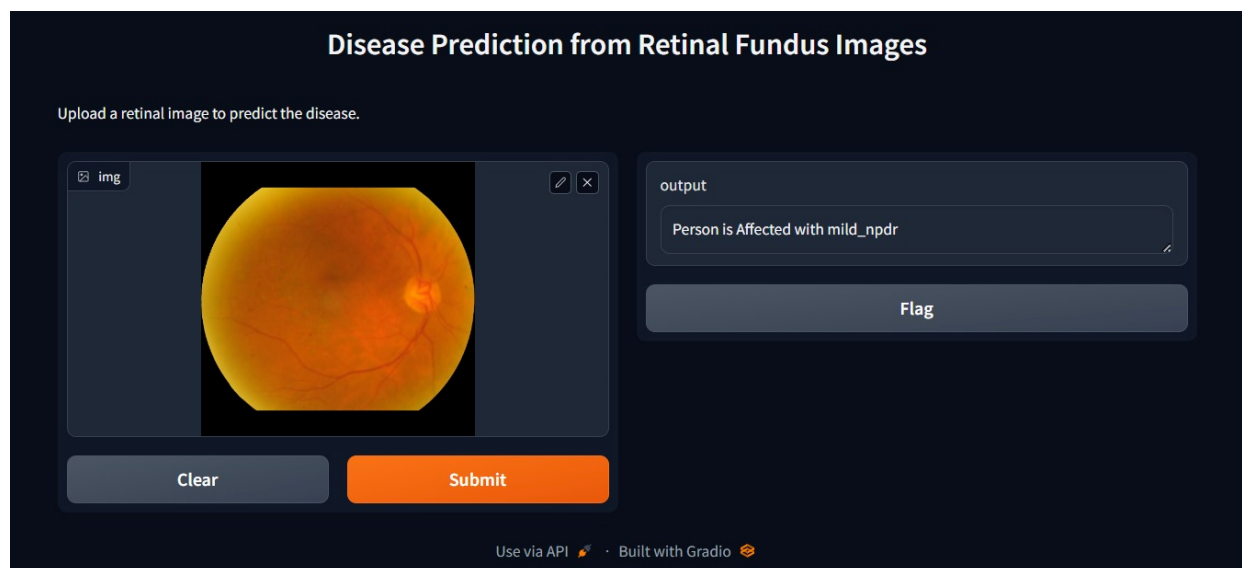 Disease Prediction from Retinal Fundus Images
Upload a retinal image to predict the disease.
img
output
Person is Affected with mild_npdr
Flag
Clear
Submit
Use via API · Built with Gradio